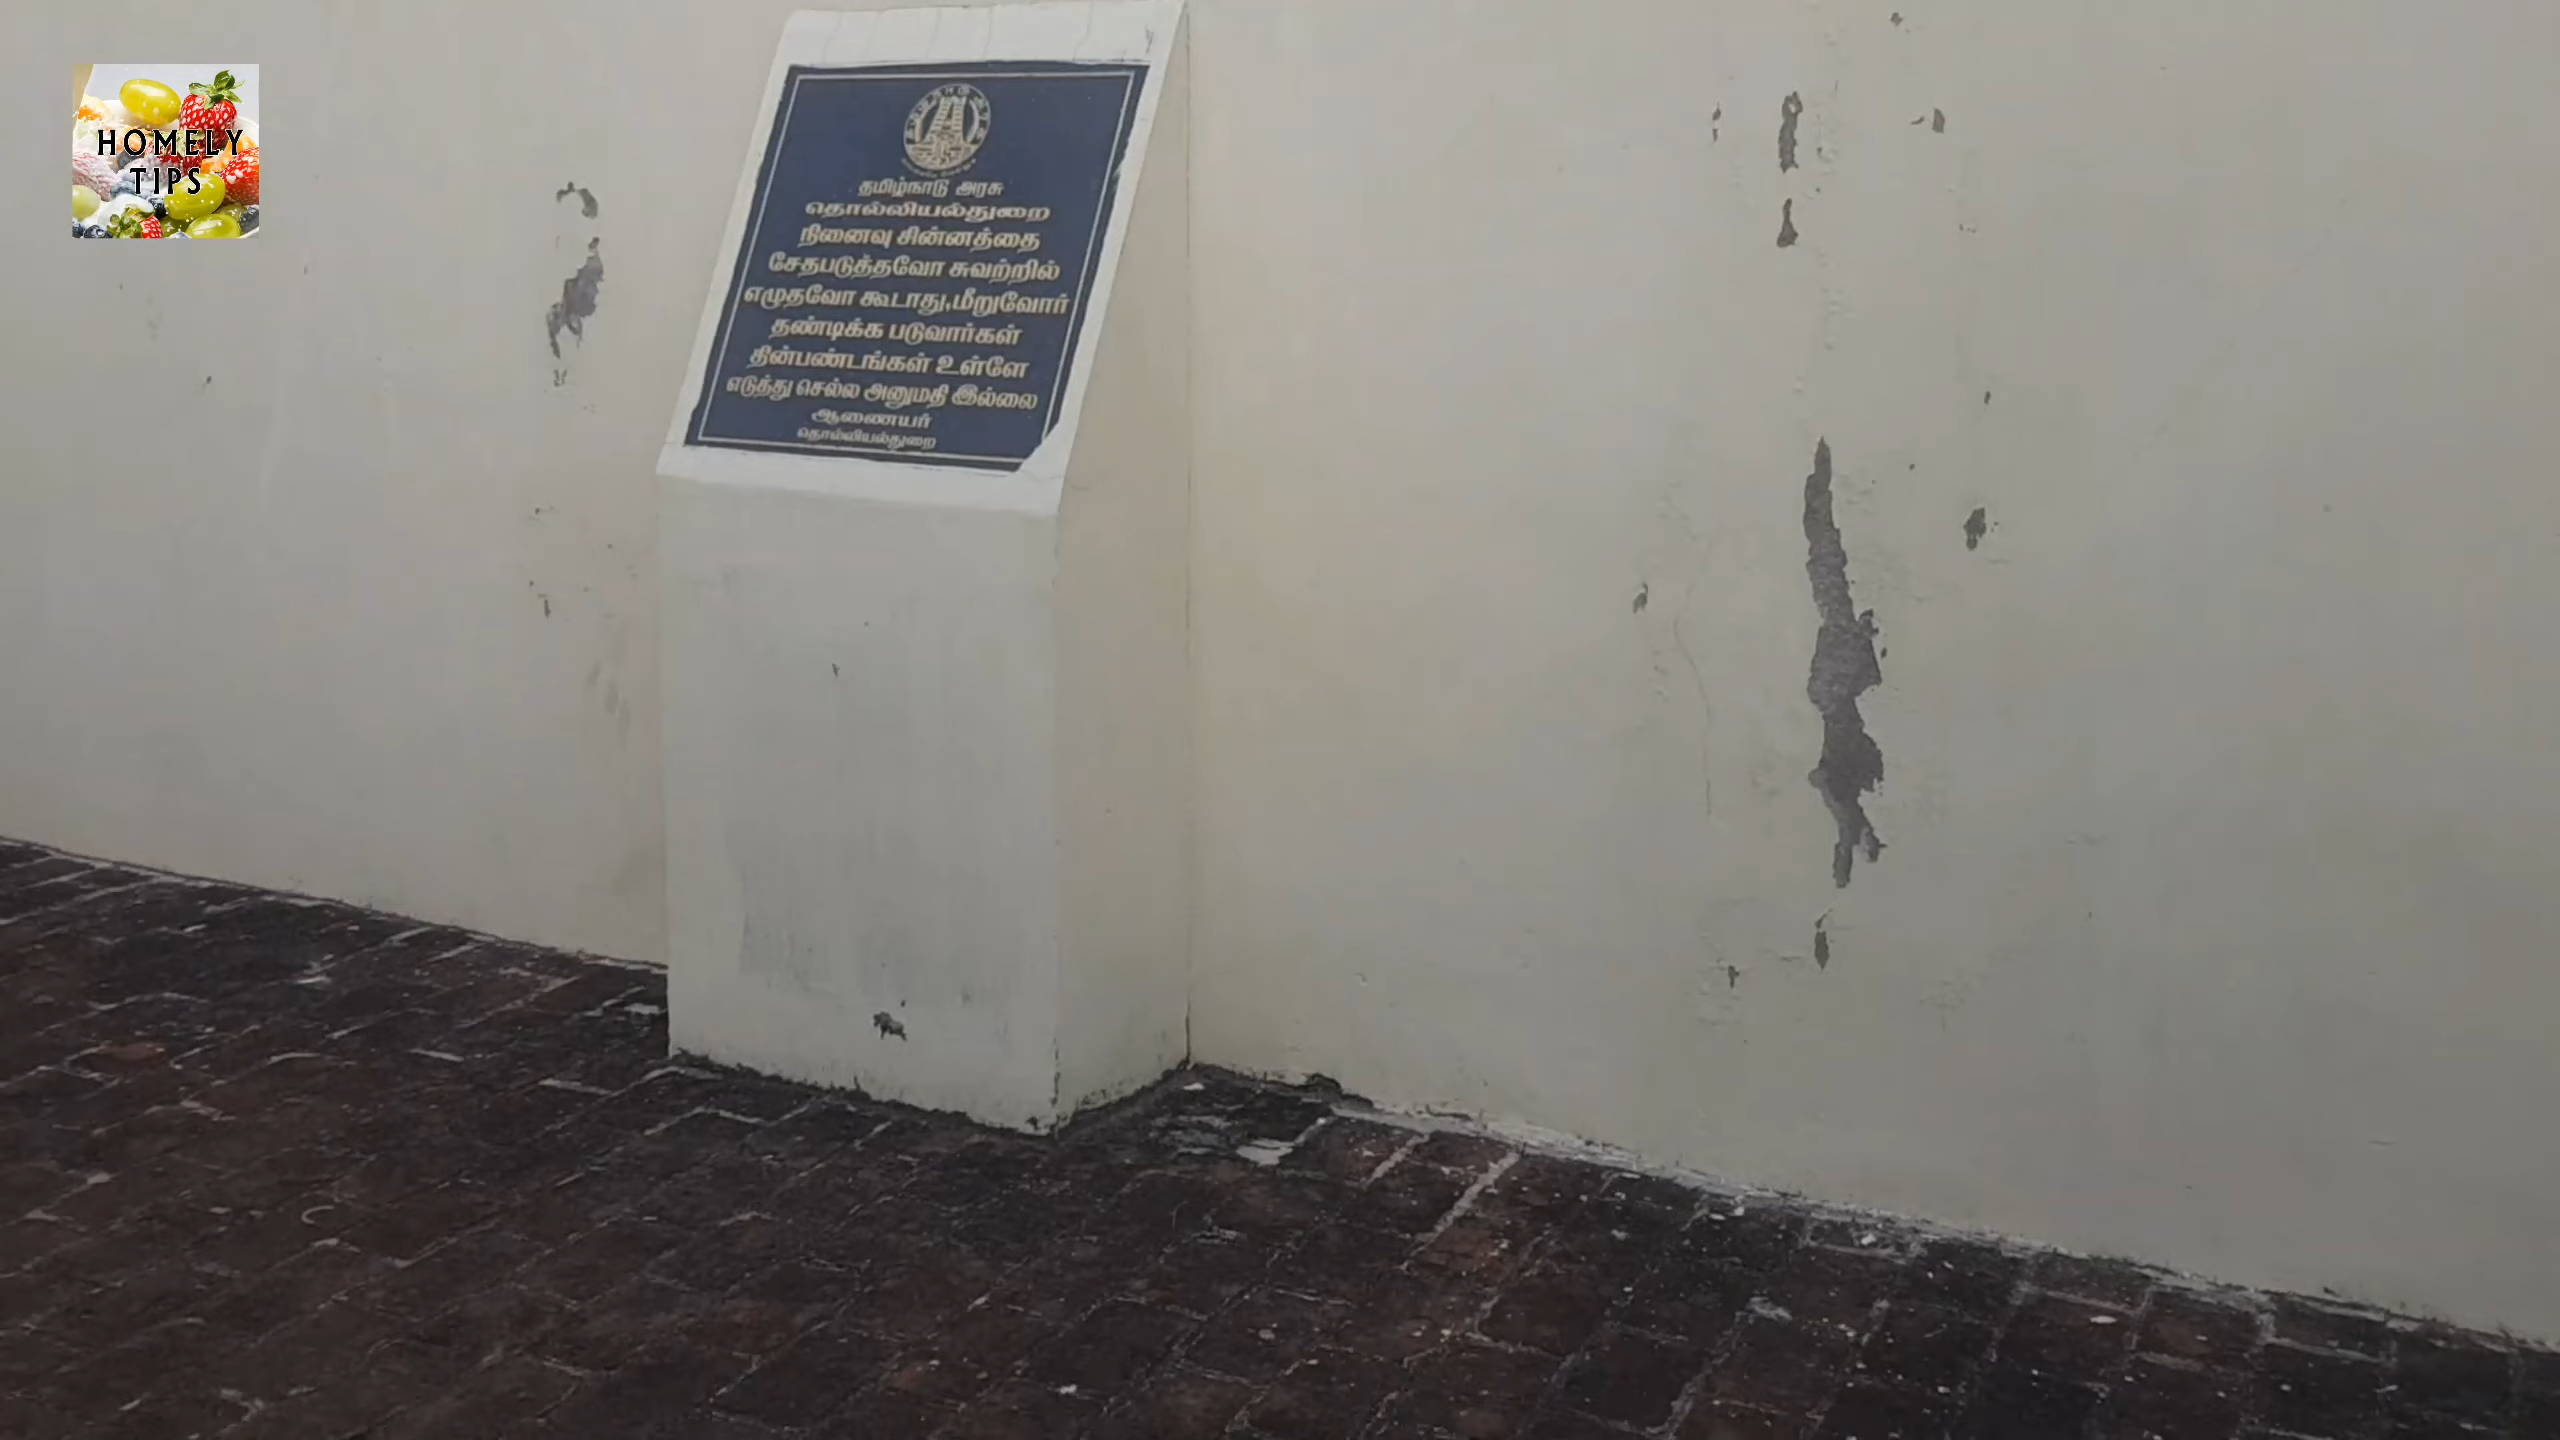 HOMELY
TIPS
தமிழ்நாடு அரசு
தொல்லியல்துறை
நினைவு சின்னத்தை
சேதபடுத்தவோ சுவற்றில்
எழுதவோ கூடாது,மீறுவோர்
தண்டிக்க படுவார்கள்
தின்பண்டங்கள் உள்ளே
எடுத்து செல்ல அனுமதி இல்லை
ஆணையர்
தொல்லியல்துறை